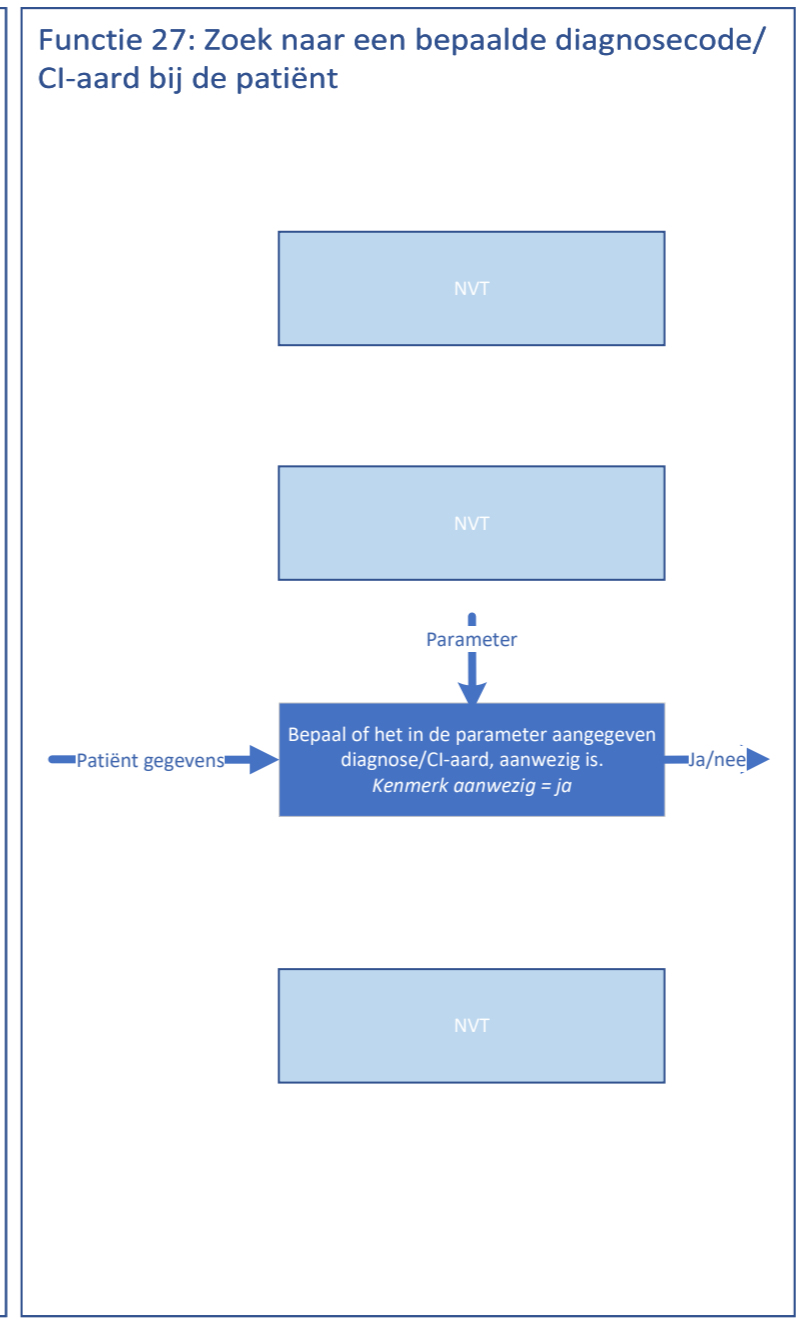 Functie 27: Zoek naar een bepaalde diagnosecode/
CI-aard bij de patiënt
NVT
NVT
Parameter
Bepaal of het in de parameter aangegeven
diagnose/CI-aard, aanwezig is.
Kenmerk aanwezig = ja
Patiënt gegevens
Ja/nee
NVT